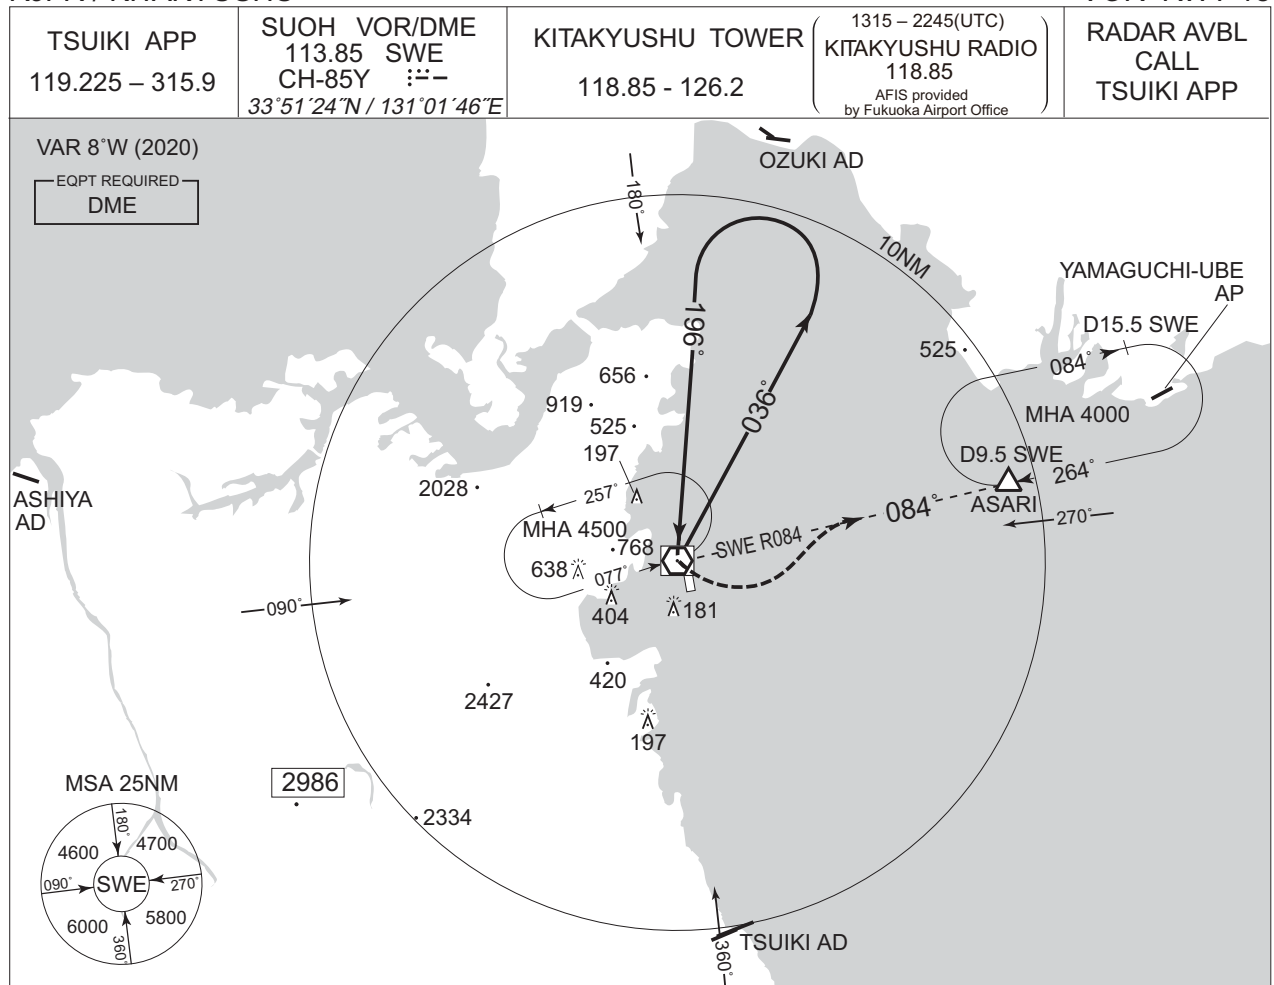 TSUIKI APP
119.225 – 315.9
SUOH VOR/DME
113.85 SWE
CH-85Y
33°51′24″N / 131°01′46″E
KITAKYUSHU TOWER
118.85 - 126.2
1315 – 2245(UTC)
KITAKYUSHU RADIO
118.85
AFIS provided
by Fukuoka Airport Office
RADAR AVBL
CALL
TSUIKI APP
VAR 8°W (2020)
EQPT REQUIRED
DME
OZUKI AD
180°
10NM
YAMAGUCHI-UBE
AP
D15.5 SWE
196°
525
084°
656
036°
919
MHA 4000
525
197
D9.5 SWE
264°
2028
257°
ASHIYA
AD
ASARI
084°
270°
MHA 4500
768
SWE R084
638
077°
404
181
090°
420
2427
197
MSA 25NM
2986
2334
180°
4600
4700
090°
SWE
270°
6000
5800
360°
TSUIKI AD
360°